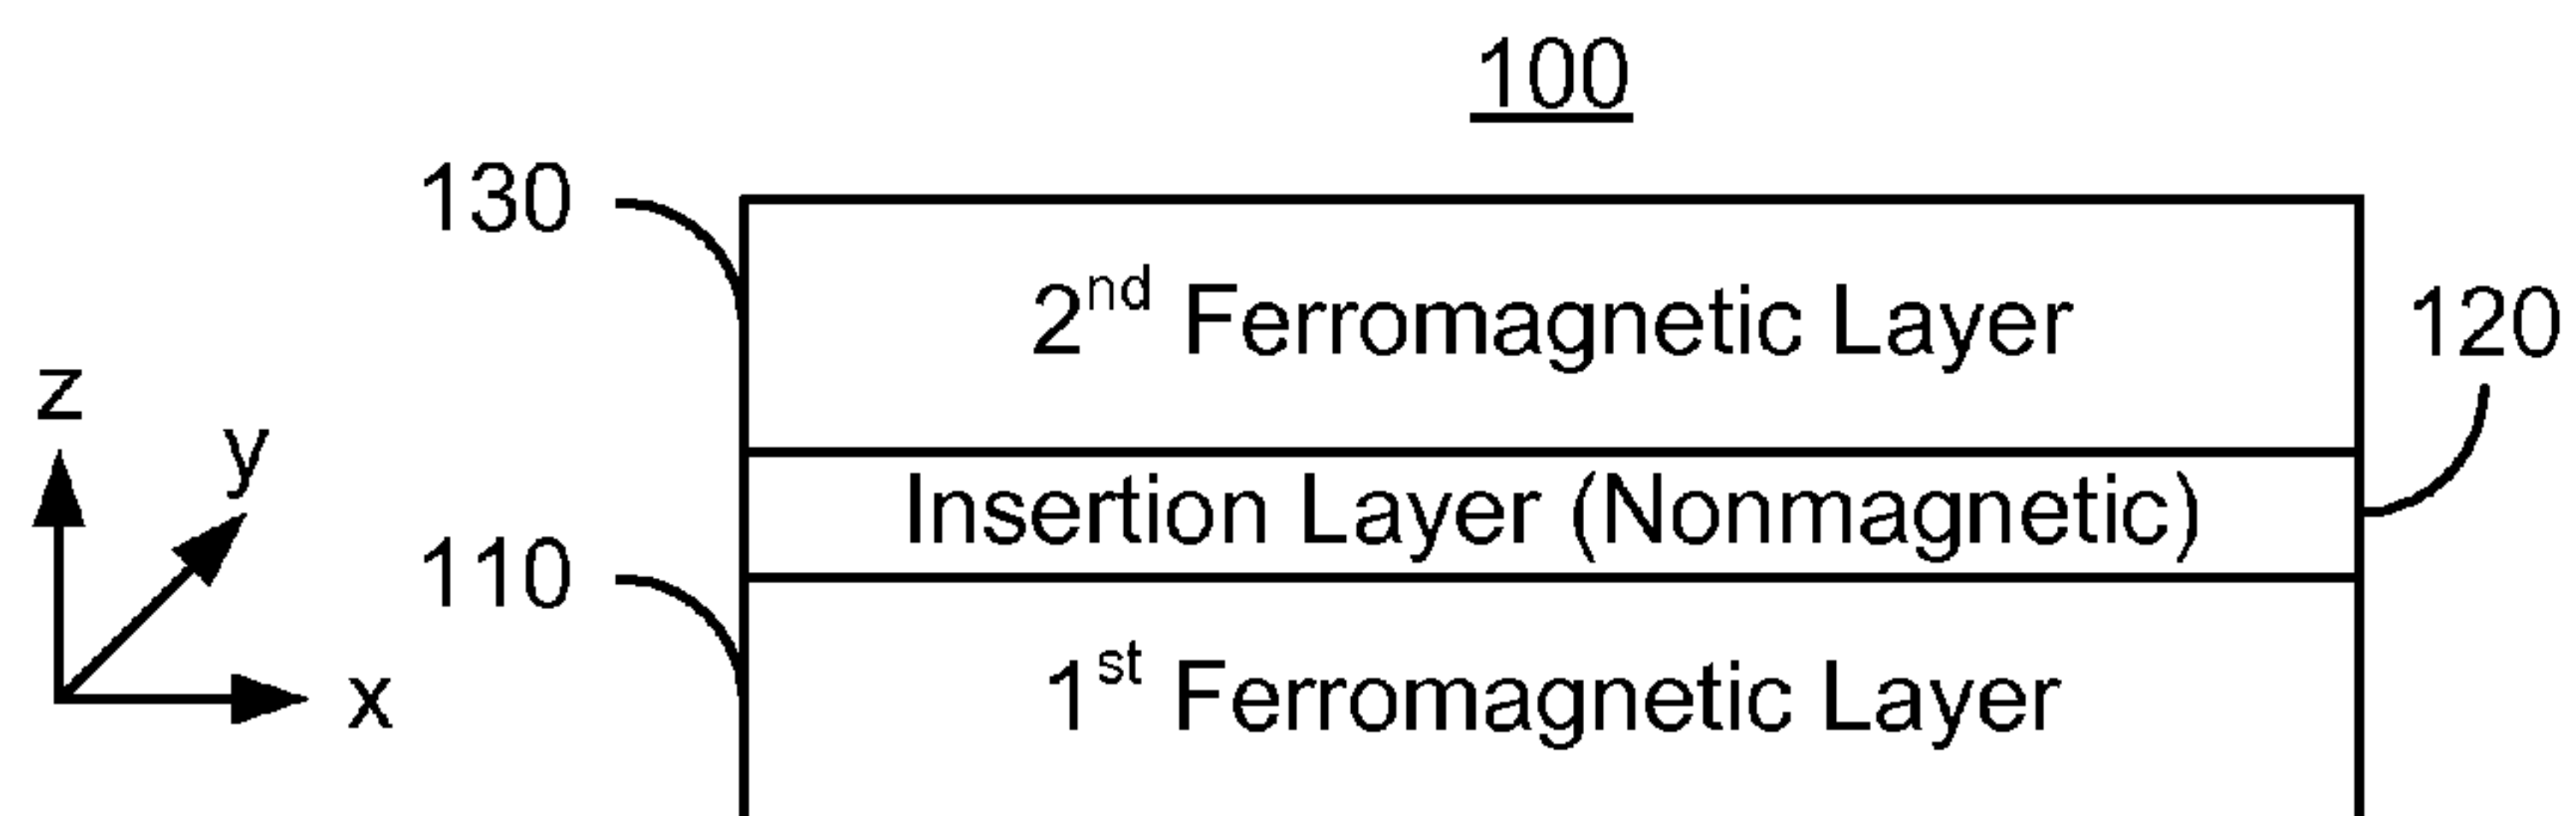 100
130
2nd Ferromagnetic Layer
120
z
y
Insertion Layer (Nonmagnetic)
110
1st Ferromagnetic Layer
x